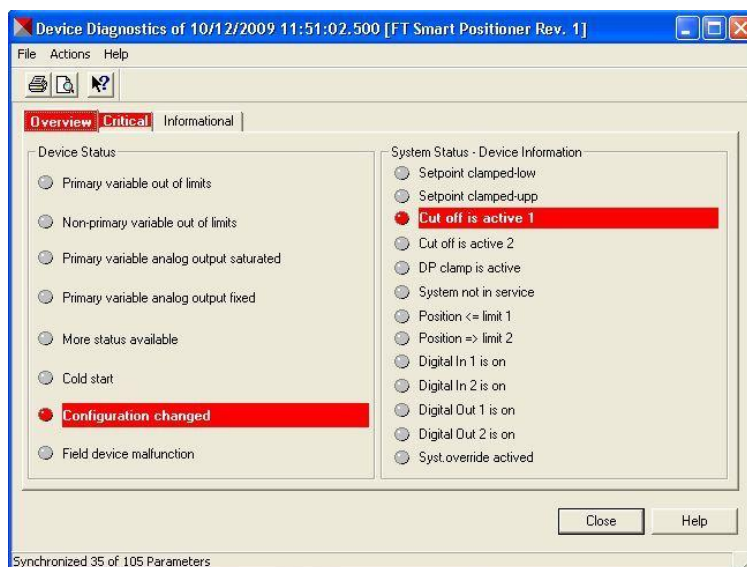 Device Diagnostics of 10/12/2009 11:51:02.500 [FT Smart Positioner Rev. 1]
File Actions Help
Overview Critical Informational
Device Status
Primary variable out of limits
Non-primary variable out of limits
Primary variable analog output saturated
Primary variable analog output fixed
More status available
Cold start
Configuration changed
Field device malfunction
System Status - Device Information
Setpoint clamped-low
Setpoint clamped-upp
Cut off is active 1
Cut off is active 2
DP clamp is active
System not in service
Position <= limit 1
Position => limit 2
Digital In 1 is on
Digital In 2 is on
Digital Out 1 is on
Digital Out 2 is on
Syst.override actived
Close Help
Synchronized 35 of 105 Parameters